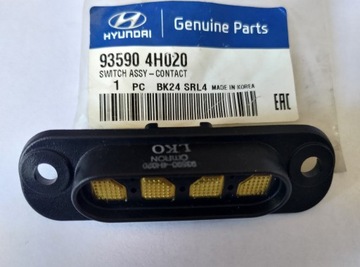 HYUNDAI
Genuine Parts
93590 4H020
SWITCH ASSY-CONTACT
1 PC BK24 SRL4 MADE IN KOREA
EAC
LKO
OMRON